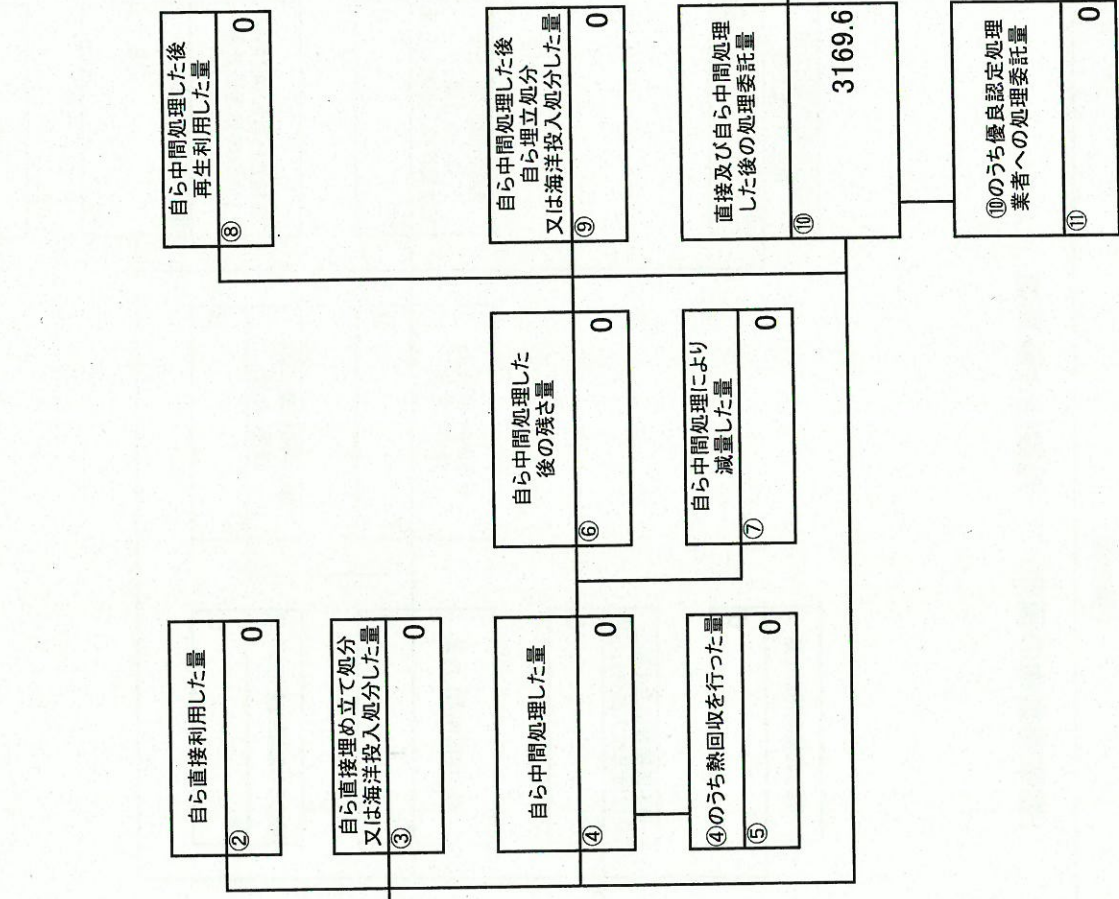 自ら直接利用した量
②
0
自ら直接埋め立て処分
又は海洋投入処分した量
③
0
自ら中間処理した量
④
0
④のうち熱回収を行った量
⑤
0
自ら中間処理した
後の残さ量
⑥
0
自ら中間処理により
減量した量
⑦
0
自ら中間処理した後
再生利用した量
⑧
0
自ら中間処理した後
自ら埋立処分
又は海洋投入処分した量
⑨
0
直接及び自ら中間処理
した後の処理委託量
⑩
3169.6
⑩のうち優良認定処理
業者への処理委託量
⑪
0